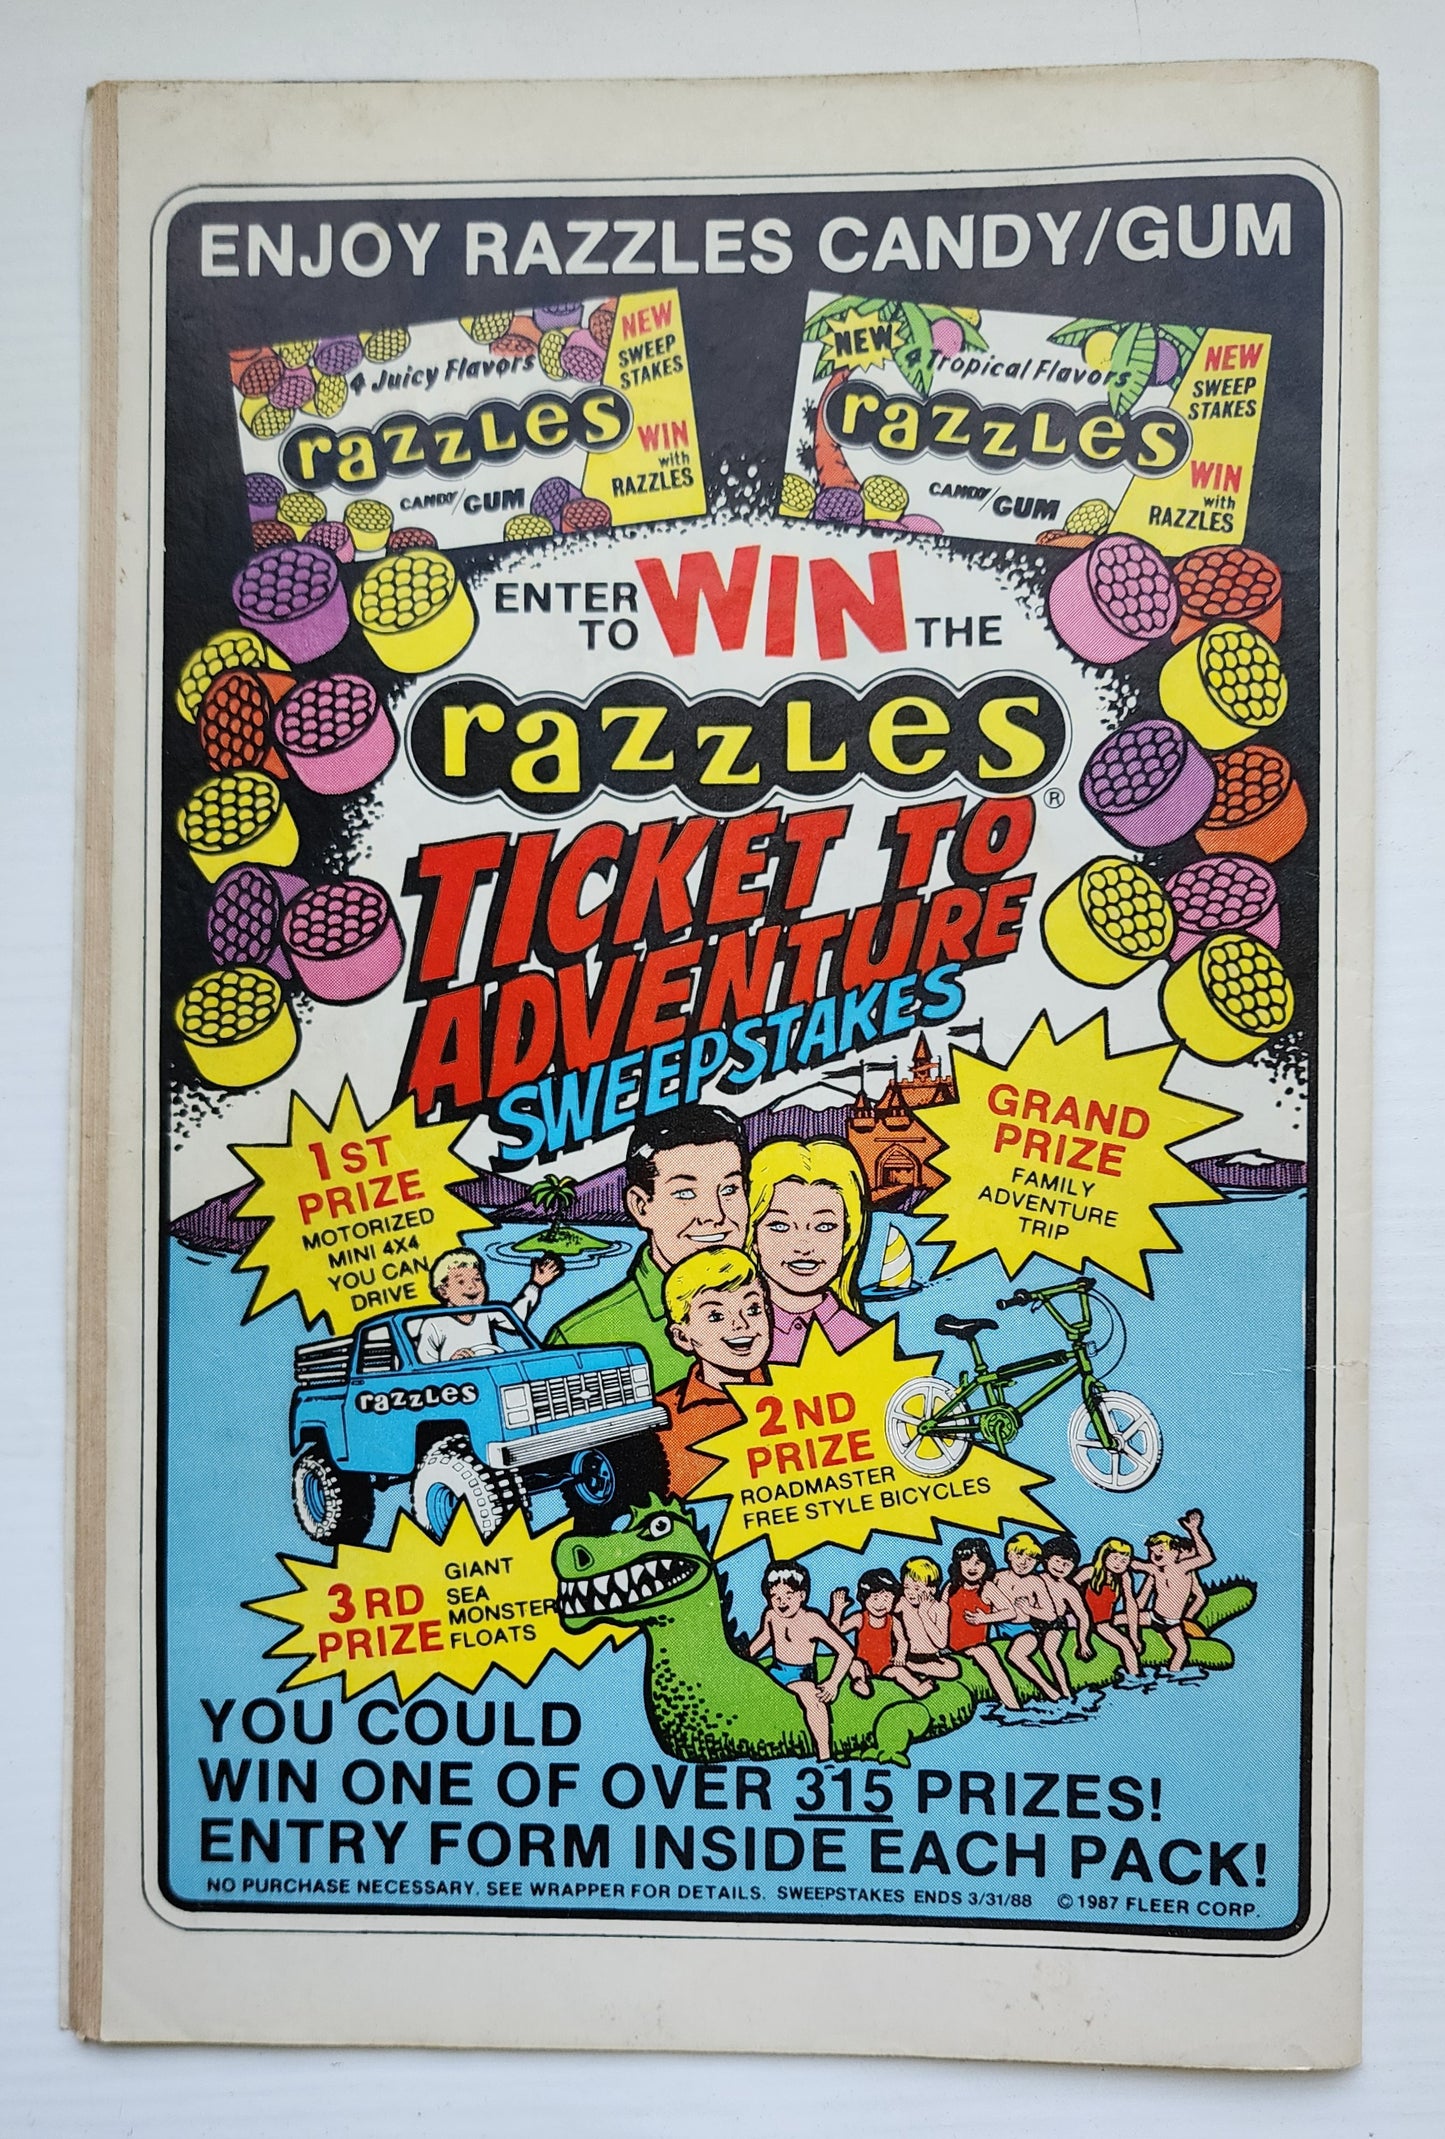 ENJOY RAZZLES CANDY/GUM
4 Juicy Flavors
razzLes
CANDY/GUM
NEW
SWEEP
STAKES
WIN
with
RAZZLES
NEW
4 Tropical Flavors
razzLes
CANDY/GUM
NEW
SWEEP
STAKES
WIN
with
RAZZLES
ENTER
TO
WIN
THE
razzLes®
TICKET TO
ADVENTURE
SWEEPSTAKES
GRAND
PRIZE
FAMILY
ADVENTURE
TRIP
1ST
PRIZE
MOTORIZED
MINI 4X4
YOU CAN
DRIVE
razzLes
2ND
PRIZE
ROADMASTER
FREE STYLE BICYCLES
3RD
PRIZE
GIANT
SEA
MONSTER
FLOATS
YOU COULD
WIN ONE OF OVER 315 PRIZES!
ENTRY FORM INSIDE EACH PACK!
NO PURCHASE NECESSARY. SEE WRAPPER FOR DETAILS. SWEEPSTAKES ENDS 3/31/88 © 1987 FLEER CORP.